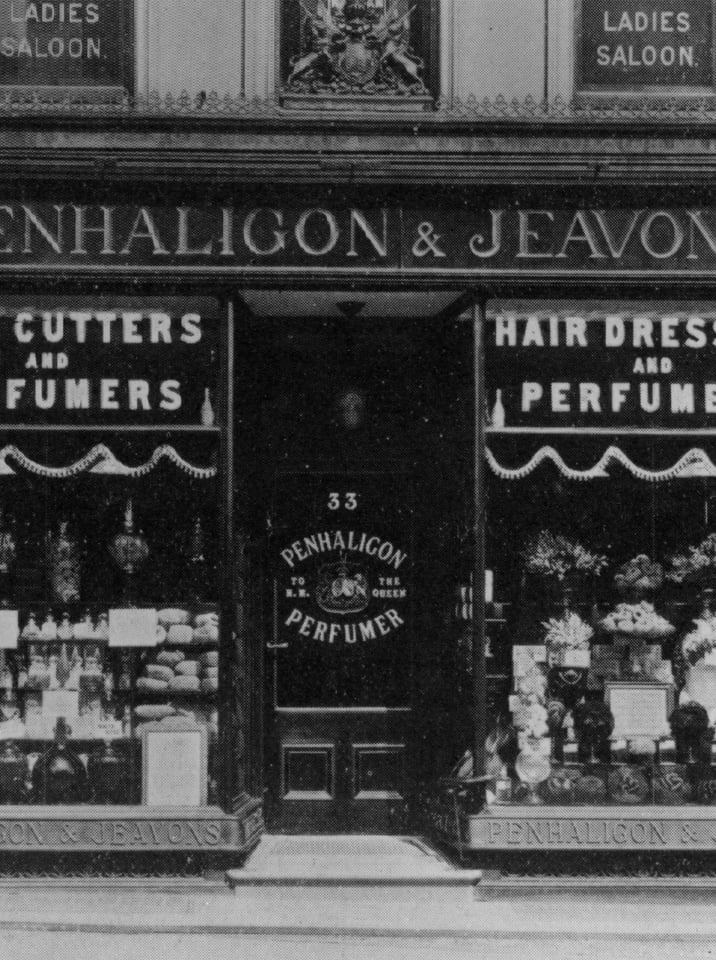 LADIES
SALOON.
LADIES
SALOON.
ENHALIGON & JEAVON
CUTTERS
AND
FUMERS
HAIR DRESS
AND
PERFUME
33
PENHALIGON
TO THE
H.M. QUEEN
PERFUMER
ON & JEAVONS
PENHALIGON &